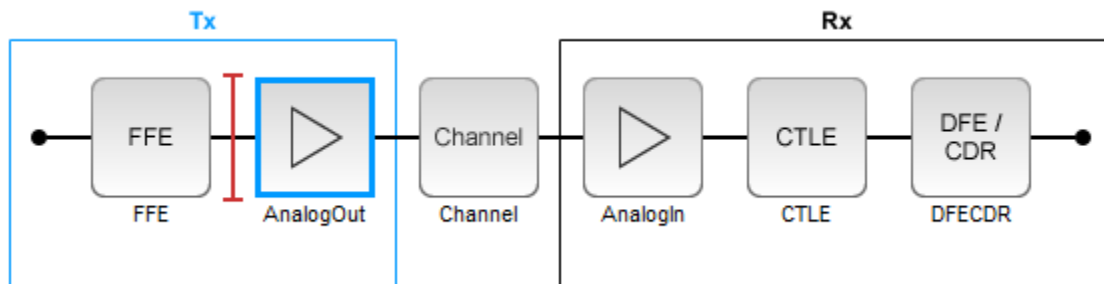 Tx
Rx
FFE
Channel
CTLE
DFE /
CDR
FFE
AnalogOut
Channel
AnalogIn
CTLE
DFECDR